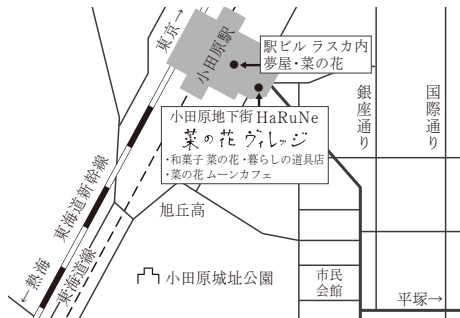 東京→
小田原駅
駅ビル ラスカ内
夢屋・菜の花
小田原地下街 HaRuNe
菜の花 ヴィレッジ
・和菓子 菜の花・暮らしの道具店
・菜の花 ムーンカフェ
銀座通り
国際通り
東海道新幹線
旭丘高
←熱海
東海道線
小田原城址公園
市民
会館
平塚→